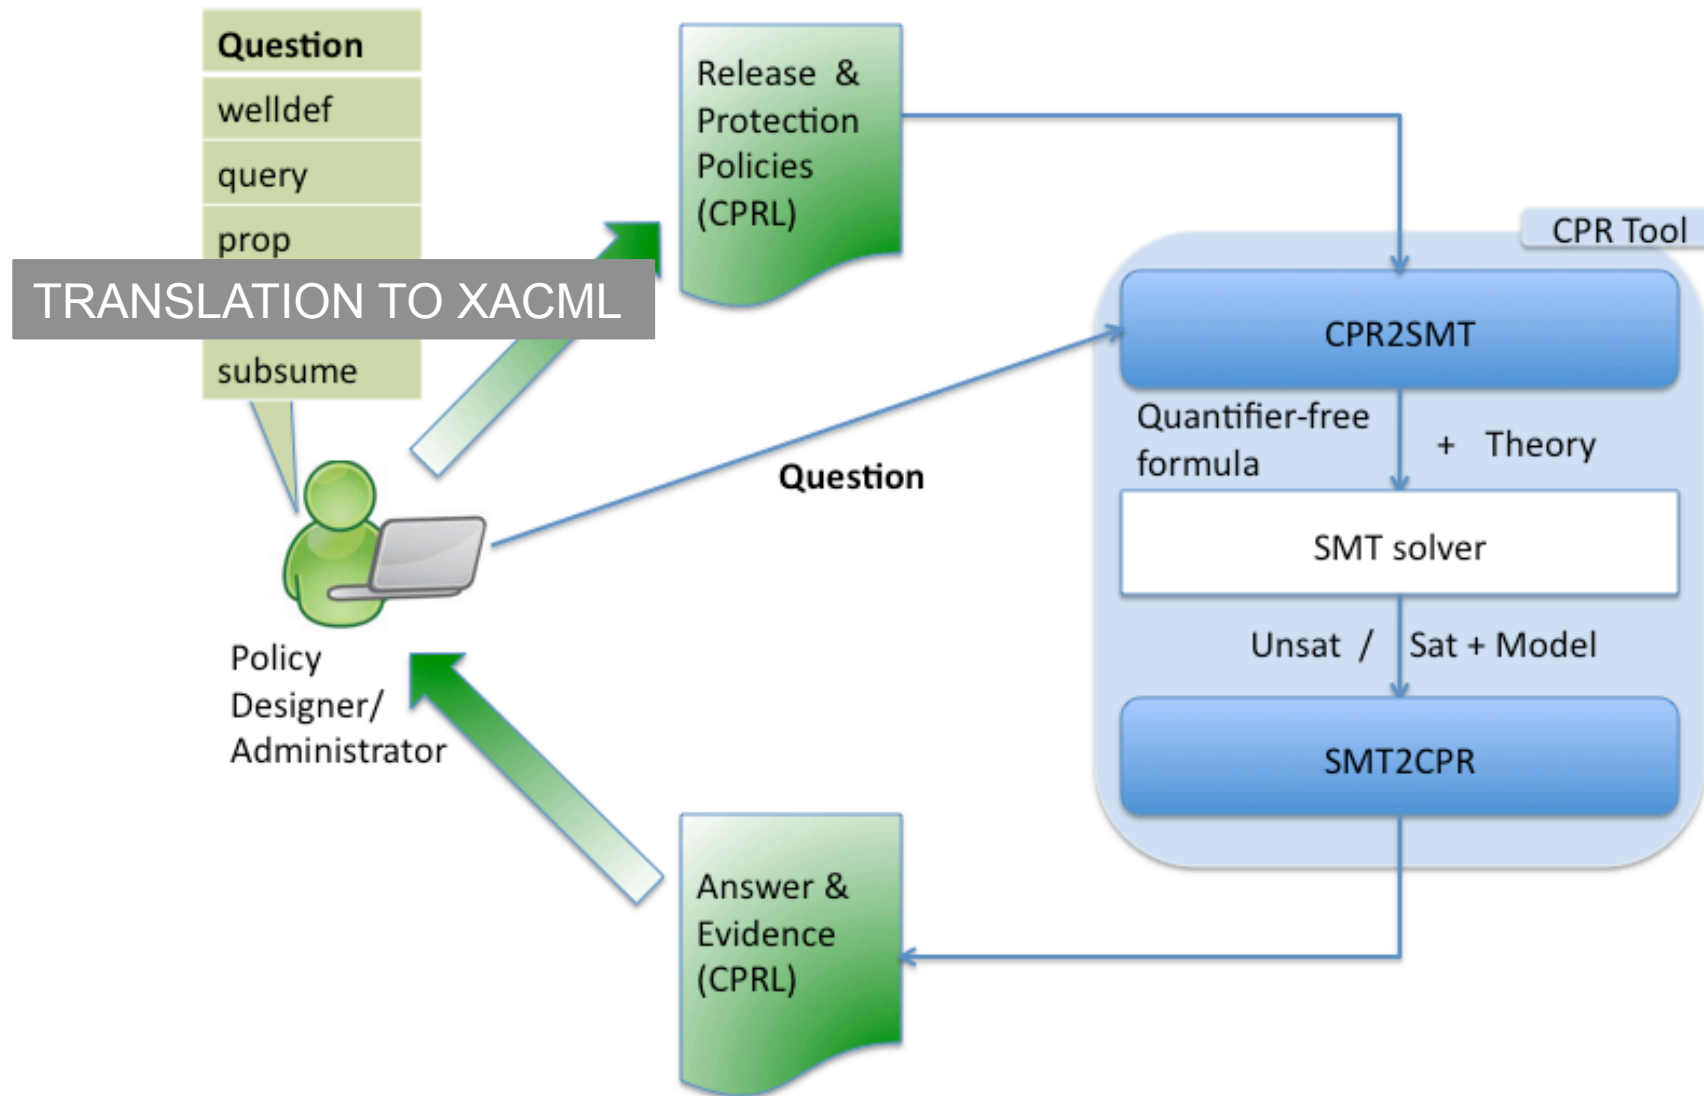 Question
welldef
query
prop
TRANSLATION TO XACML
subsume
Release &
Protection
Policies
(CPRL)
CPR Tool
CPR2SMT
Quantifier-free
formula
+ Theory
Question
SMT solver
Unsat / Sat + Model
Policy
Designer/
Administrator
SMT2CPR
Answer &
Evidence
(CPRL)